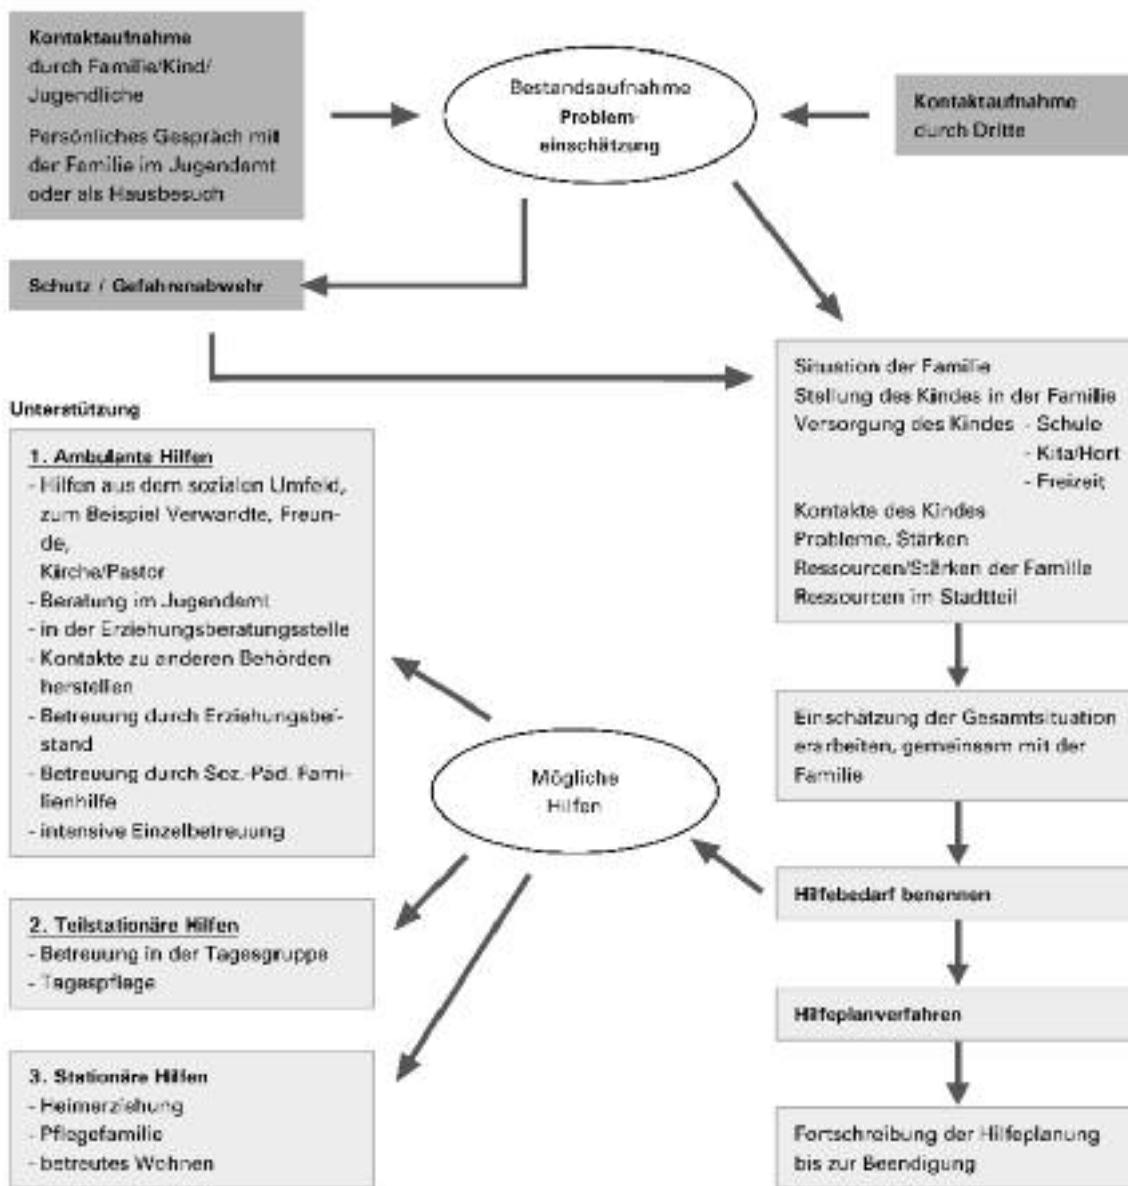 Kontaktaufnahme
durch Familie/Kind/
Jugendliche
Persönliches Gespräch mit
der Familie im Jugendamt
oder als Hausbesuch
Bestandsaufnahme
Problem-
einschätzung
Kontaktaufnahme
durch Dritte
Schutz / Gefahrenabwehr
Situation der Familie
Stellung des Kindes in der Familie
Versorgung des Kindes - Schule
- Kita/Hort
- Freizeit
Kontakte des Kindes
Probleme, Stärken
Ressourcen/Stärken der Familie
Ressourcen im Stadtteil
Unterstützung
1. Ambulante Hilfen
- Hilfen aus dem sozialen Umfeld,
zum Beispiel Verwandte, Freun-
de,
Kirche/Pastor
- Beratung im Jugendamt
- in der Erziehungsberatungsstelle
- Kontakte zu anderen Behörden
herstellen
- Betreuung durch Erziehungsbei-
stand
- Betreuung durch Soz.-Päd. Fami-
lienhilfe
- intensive Einzelbetreuung
Einschätzung der Gesamtsituation
erarbeiten, gemeinsam mit der
Familie
Mögliche
Hilfen
Hilfebedarf benennen
2. Teilstationäre Hilfen
- Betreuung in der Tagesgruppe
- Tagespflege
Hilfeplanverfahren
3. Stationäre Hilfen
- Heimerziehung
- Pflegefamilie
- betreutes Wohnen
Fortschreibung der Hilfeplanung
bis zur Beendigung